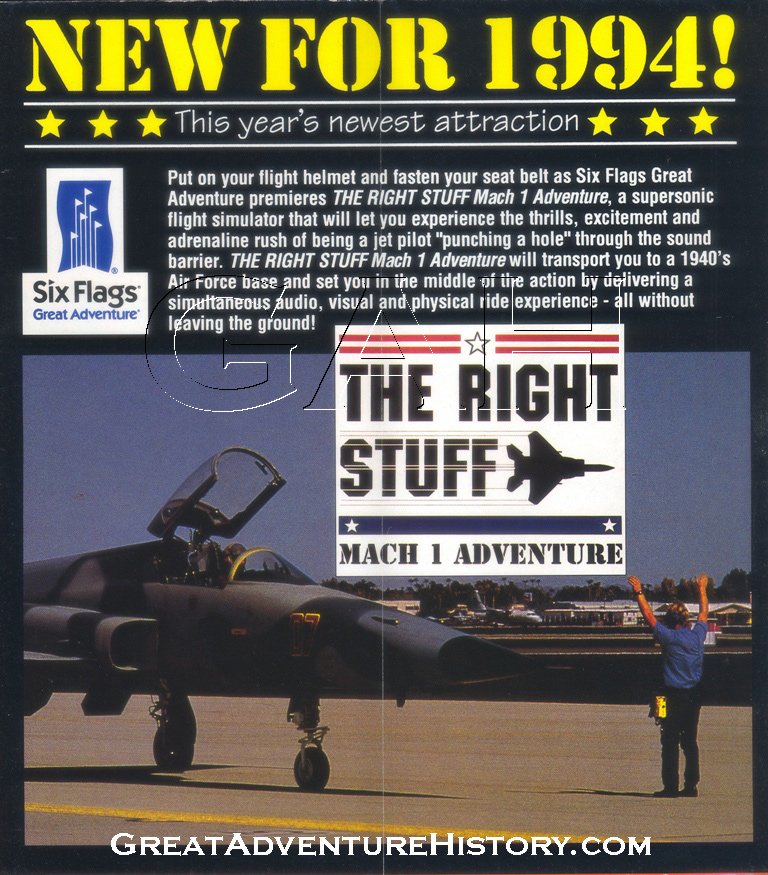 NEW FOR 1994!
This year's newest attraction
Put on your flight helmet and fasten your seat belt as Six Flags Great
Adventure premieres THE RIGHT STUFF Mach 1 Adventure, a supersonic
flight simulator that will let you experience the thrills, excitement and
adrenaline rush of being a jet pilot "punching a hole" through the sound
barrier. THE RIGHT STUFF Mach 1 Adventure will transport you to a 1940's
Air Force base and set you in the middle of the action by delivering a
simultaneous audio, visual and physical ride experience - all without
leaving the ground!
Six Flags®
Great Adventure®
GAH
THE RIGHT
STUFF
MACH 1 ADVENTURE
07
GREATADVENTUREHISTORY.COM